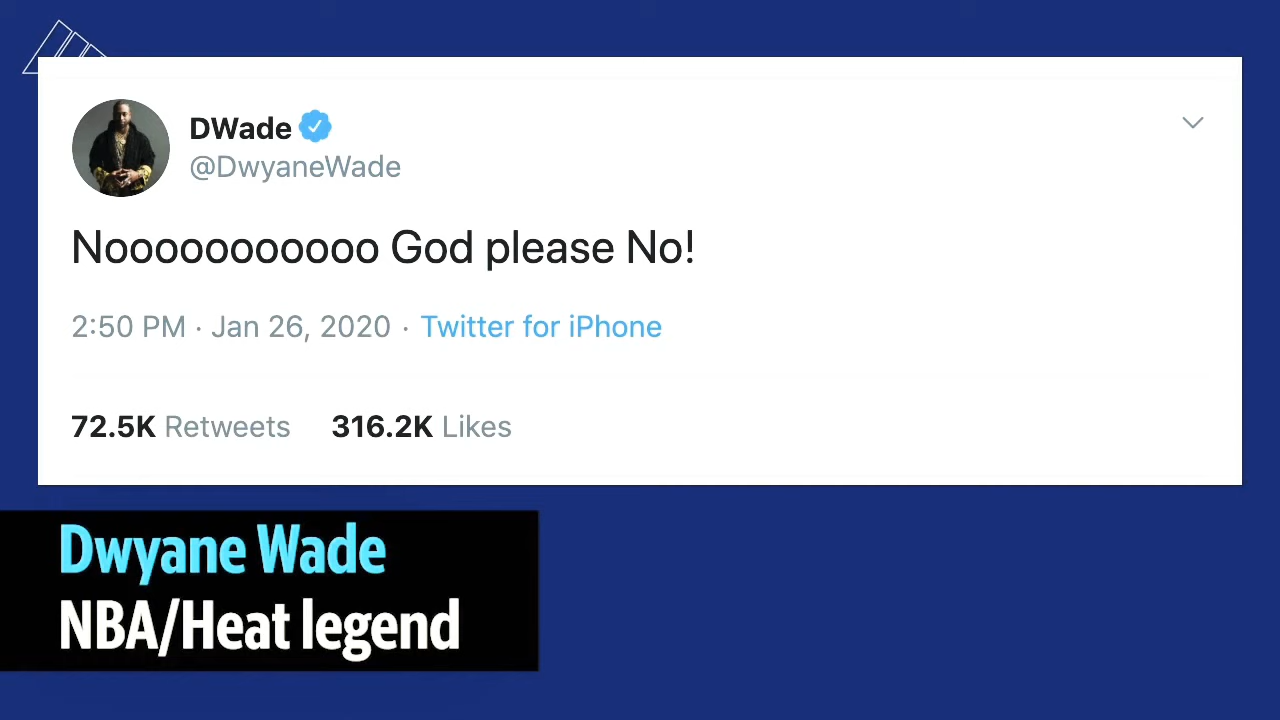 DWade
@DwyaneWade
Nooooooooooo God please No!
2:50 PM · Jan 26, 2020 · Twitter for iPhone
72.5K Retweets 316.2K Likes
Dwyane Wade
NBA/Heat legend